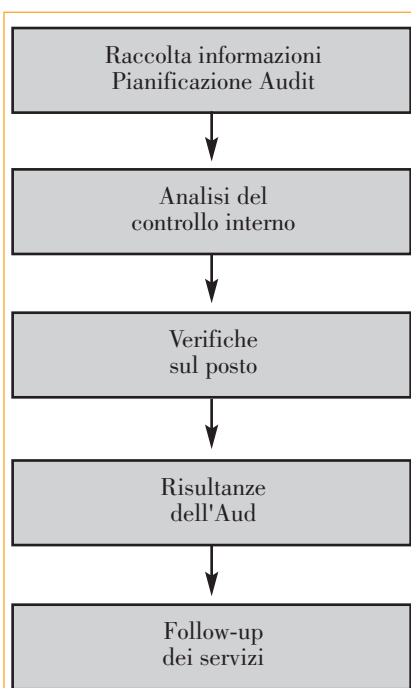 Raccolta informazioni
Pianificazione Audit
Analisi del
controllo interno
Verifiche
sul posto
Risultanze
dell'Aud
Follow-up
dei servizi